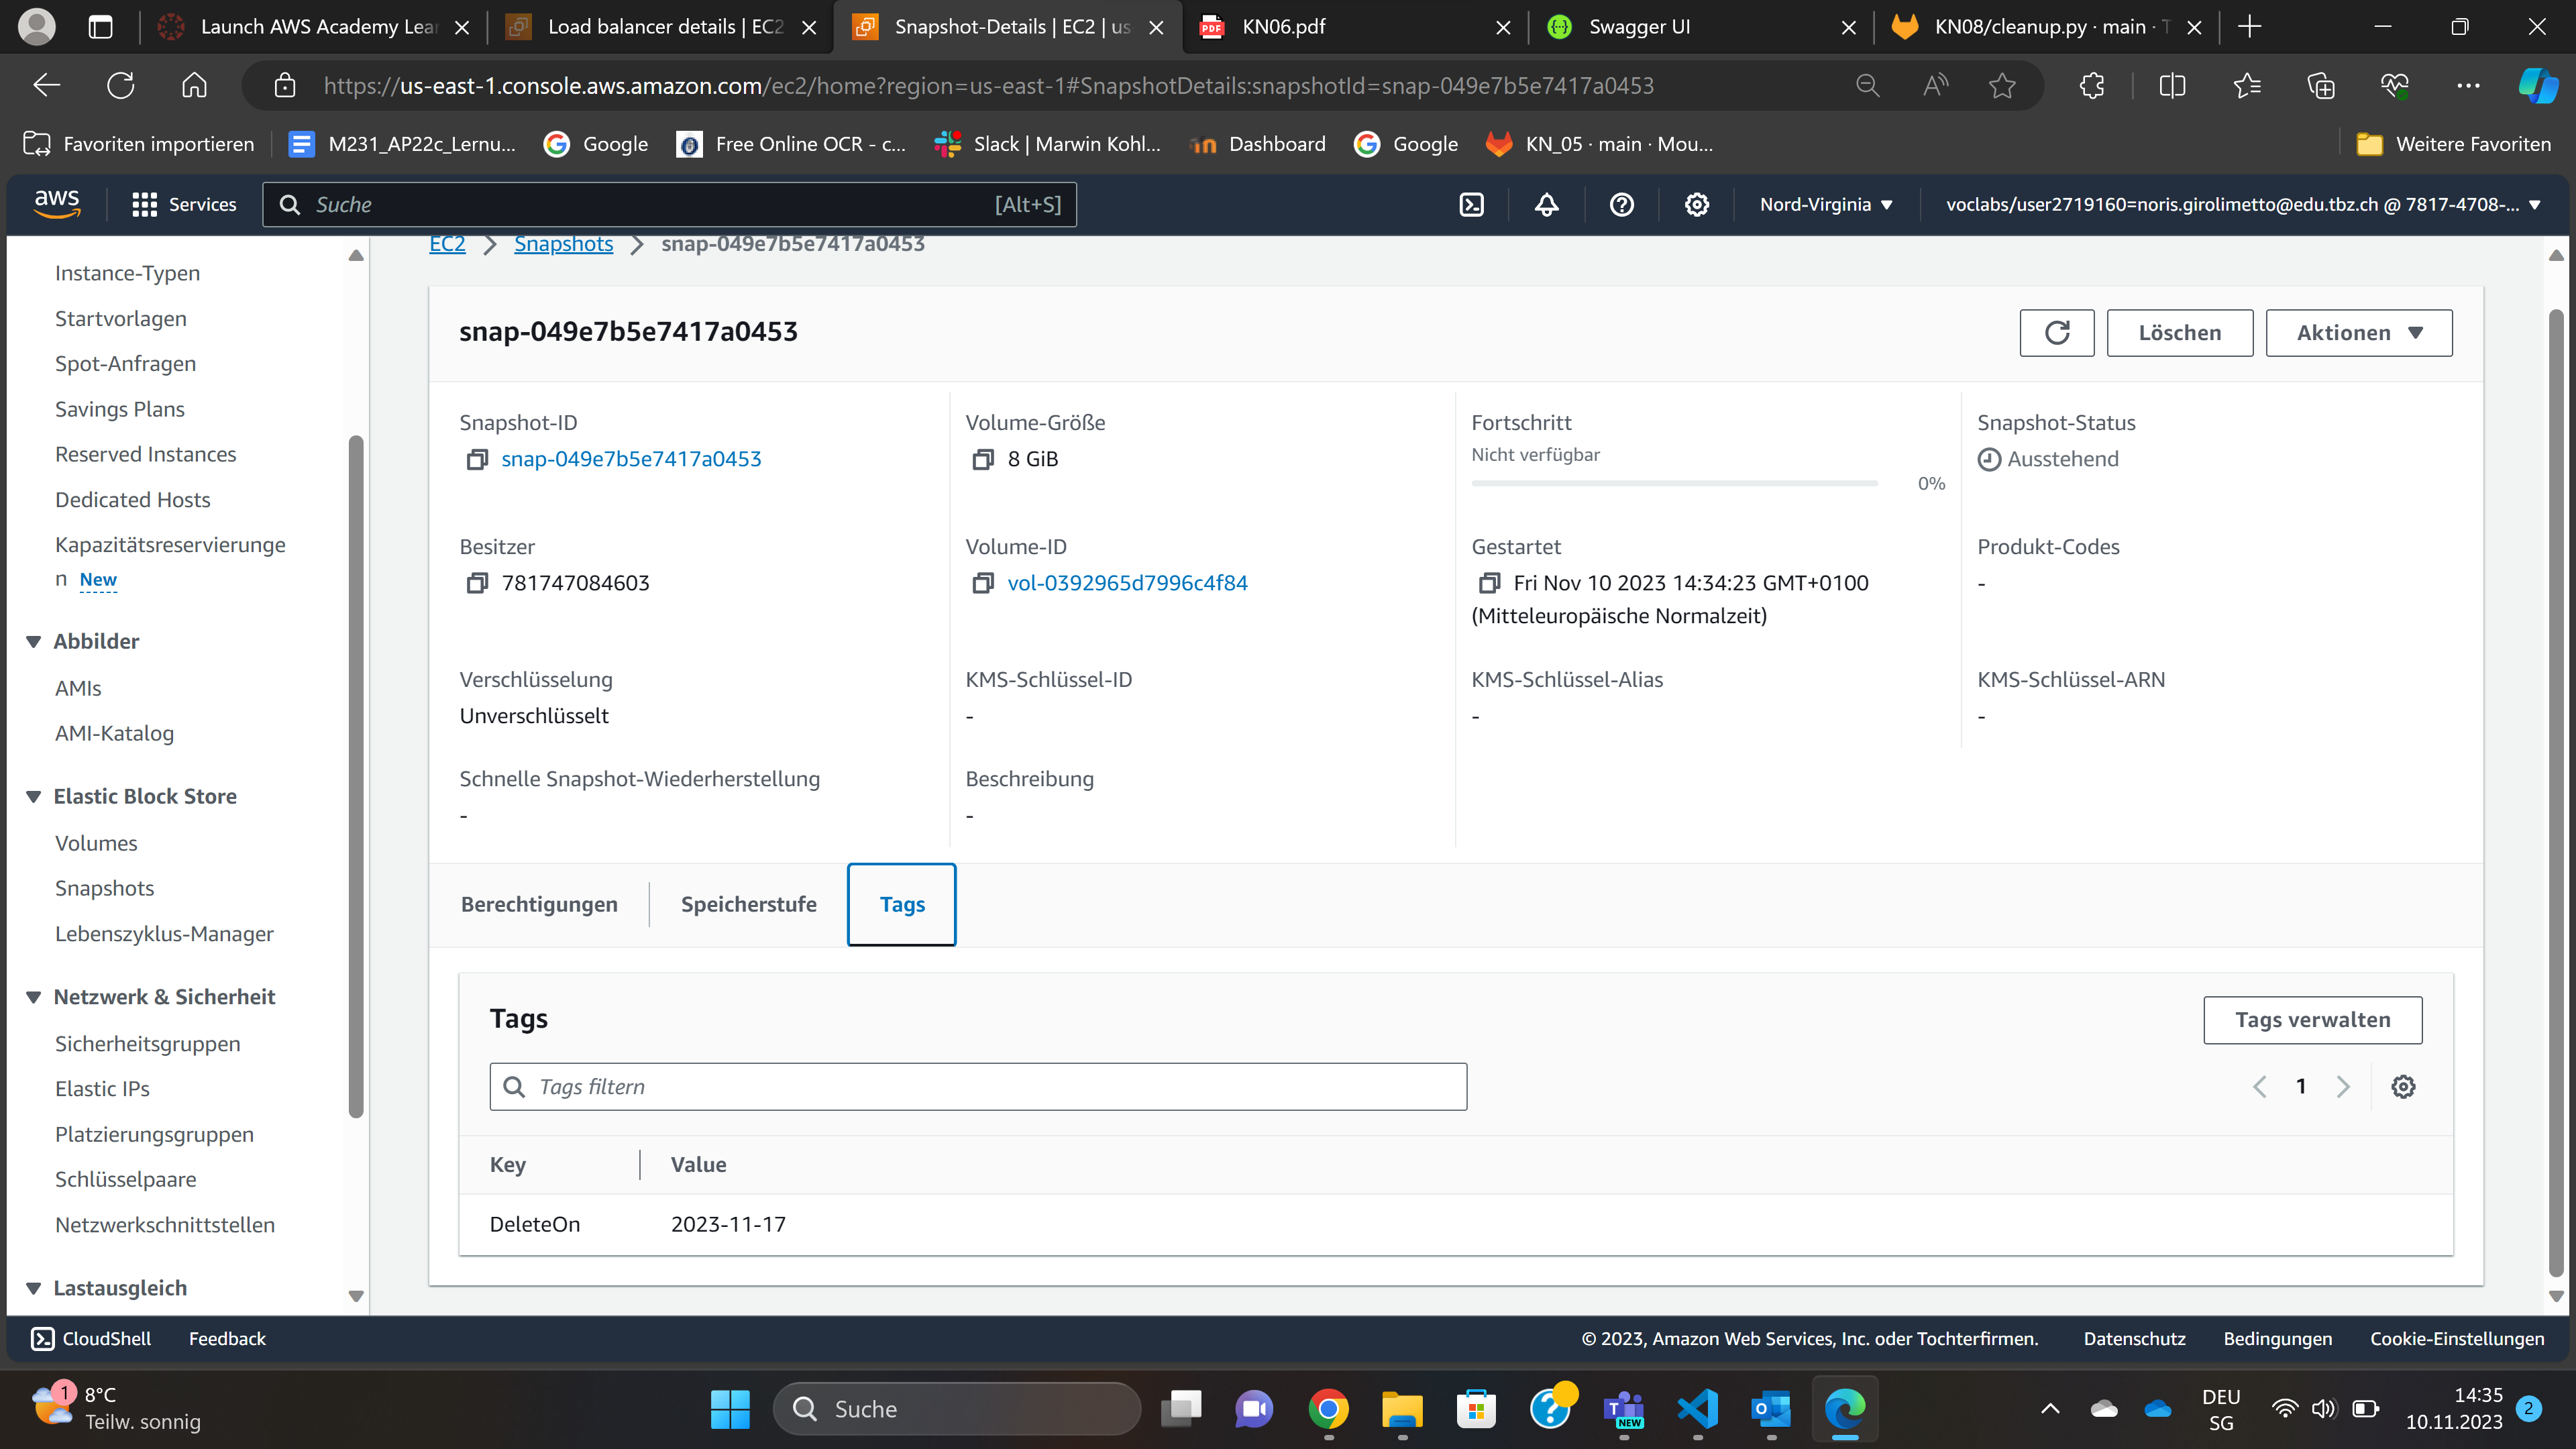 Launch AWS Academy Lear
Load balancer details | EC2
Snapshot-Details | EC2 | us
KN06.pdf
Swagger UI
KN08/cleanup.py · main · T
https://us-east-1.console.aws.amazon.com/ec2/home?region=us-east-1#SnapshotDetails:snapshotId=snap-049e7b5e7417a0453
Favoriten importieren
M231_AP22c_Lernu...
Google
Free Online OCR - c...
Slack | Marwin Kohl...
Dashboard
Google
KN_05 · main · Mou...
Weitere Favoriten
aws
Services
Suche
[Alt+S]
Nord-Virginia
voclabs/user2719160=noris.girolimetto@edu.tbz.ch @ 7817-4708-...
Instance-Typen
Startvorlagen
Spot-Anfragen
Savings Plans
Reserved Instances
Dedicated Hosts
Kapazitätsreservierunge
n New
Abbilder
AMIs
AMI-Katalog
Elastic Block Store
Volumes
Snapshots
Lebenszyklus-Manager
Netzwerk & Sicherheit
Sicherheitsgruppen
Elastic IPs
Platzierungsgruppen
Schlüsselpaare
Netzwerkschnittstellen
Lastausgleich
EC2
Snapshots
snap-049e7b5e7417a0453
snap-049e7b5e7417a0453
Löschen
Aktionen
Snapshot-ID
snap-049e7b5e7417a0453
Volume-Größe
8 GiB
Fortschritt
Nicht verfügbar
0%
Snapshot-Status
Ausstehend
Besitzer
781747084603
Volume-ID
vol-0392965d7996c4f84
Gestartet
Fri Nov 10 2023 14:34:23 GMT+0100
(Mitteleuropäische Normalzeit)
Produkt-Codes
-
Verschlüsselung
Unverschlüsselt
KMS-Schlüssel-ID
-
KMS-Schlüssel-Alias
-
KMS-Schlüssel-ARN
-
Schnelle Snapshot-Wiederherstellung
-
Beschreibung
-
Berechtigungen
Speicherstufe
Tags
Tags
Tags verwalten
Tags filtern
1
Key
Value
DeleteOn
2023-11-17
CloudShell
Feedback
© 2023, Amazon Web Services, Inc. oder Tochterfirmen.
Datenschutz
Bedingungen
Cookie-Einstellungen
1
8°C
Teilw. sonnig
Suche
NEW
DEU
SG
14:35
10.11.2023
2